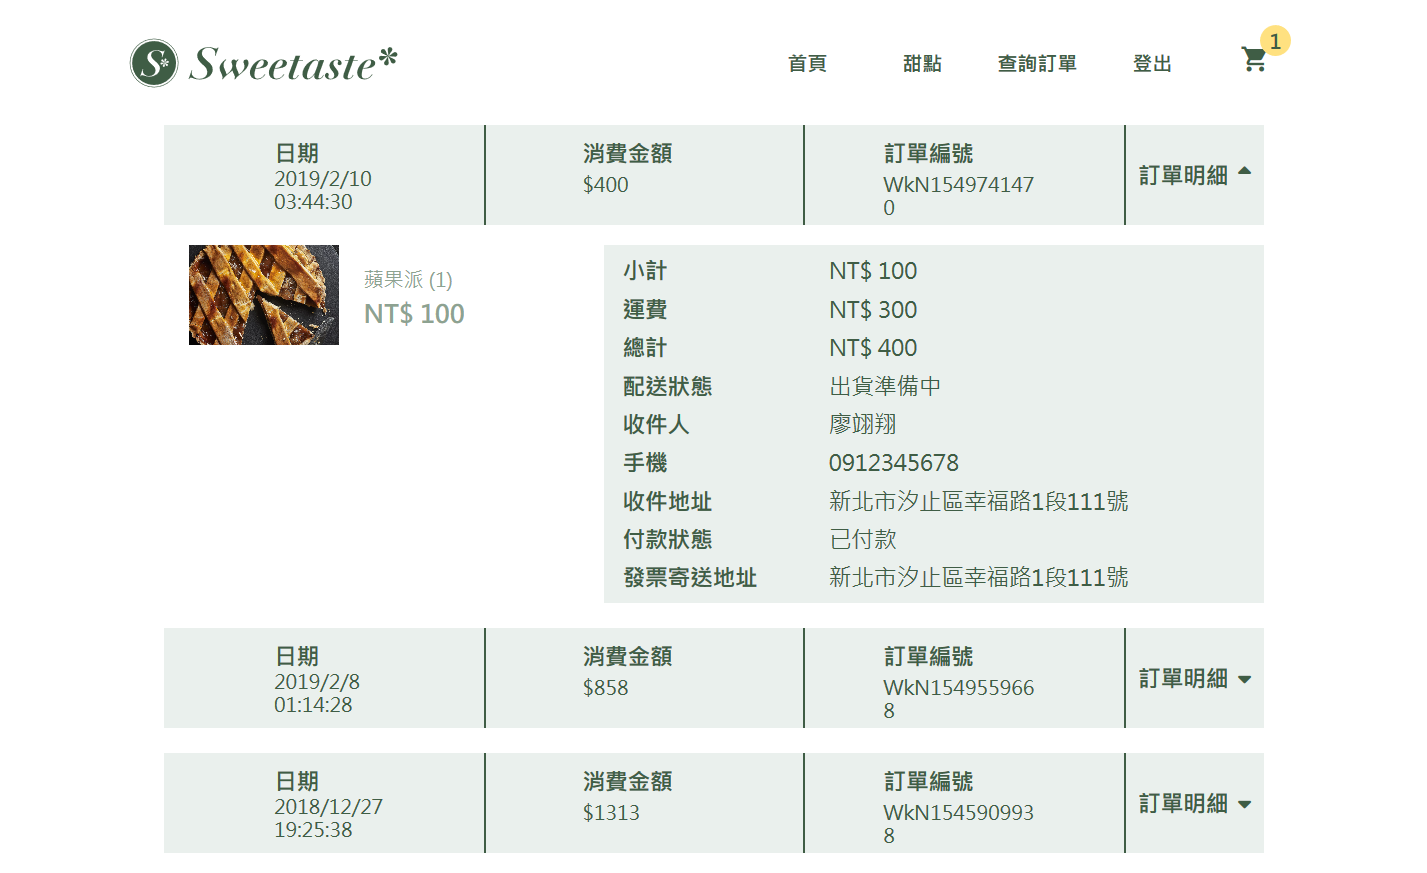 S* Sweetaste*
首頁 甜點 查詢訂單 登出 1
日期 消費金額 訂單編號
2019/2/10 $400 WkN154974147
03:44:30 0
訂單明細
蘋果派 (1)
NT$ 100
小計 NT$ 100
運費 NT$ 300
總計 NT$ 400
配送狀態 出貨準備中
收件人 廖翊翔
手機 0912345678
收件地址 新北市汐止區幸福路1段111號
付款狀態 已付款
發票寄送地址 新北市汐止區幸福路1段111號
日期 消費金額 訂單編號
2019/2/8 $858 WkN154955966
01:14:28 8
訂單明細
日期 消費金額 訂單編號
2018/12/27 $1313 WkN154590993
19:25:38 8
訂單明細